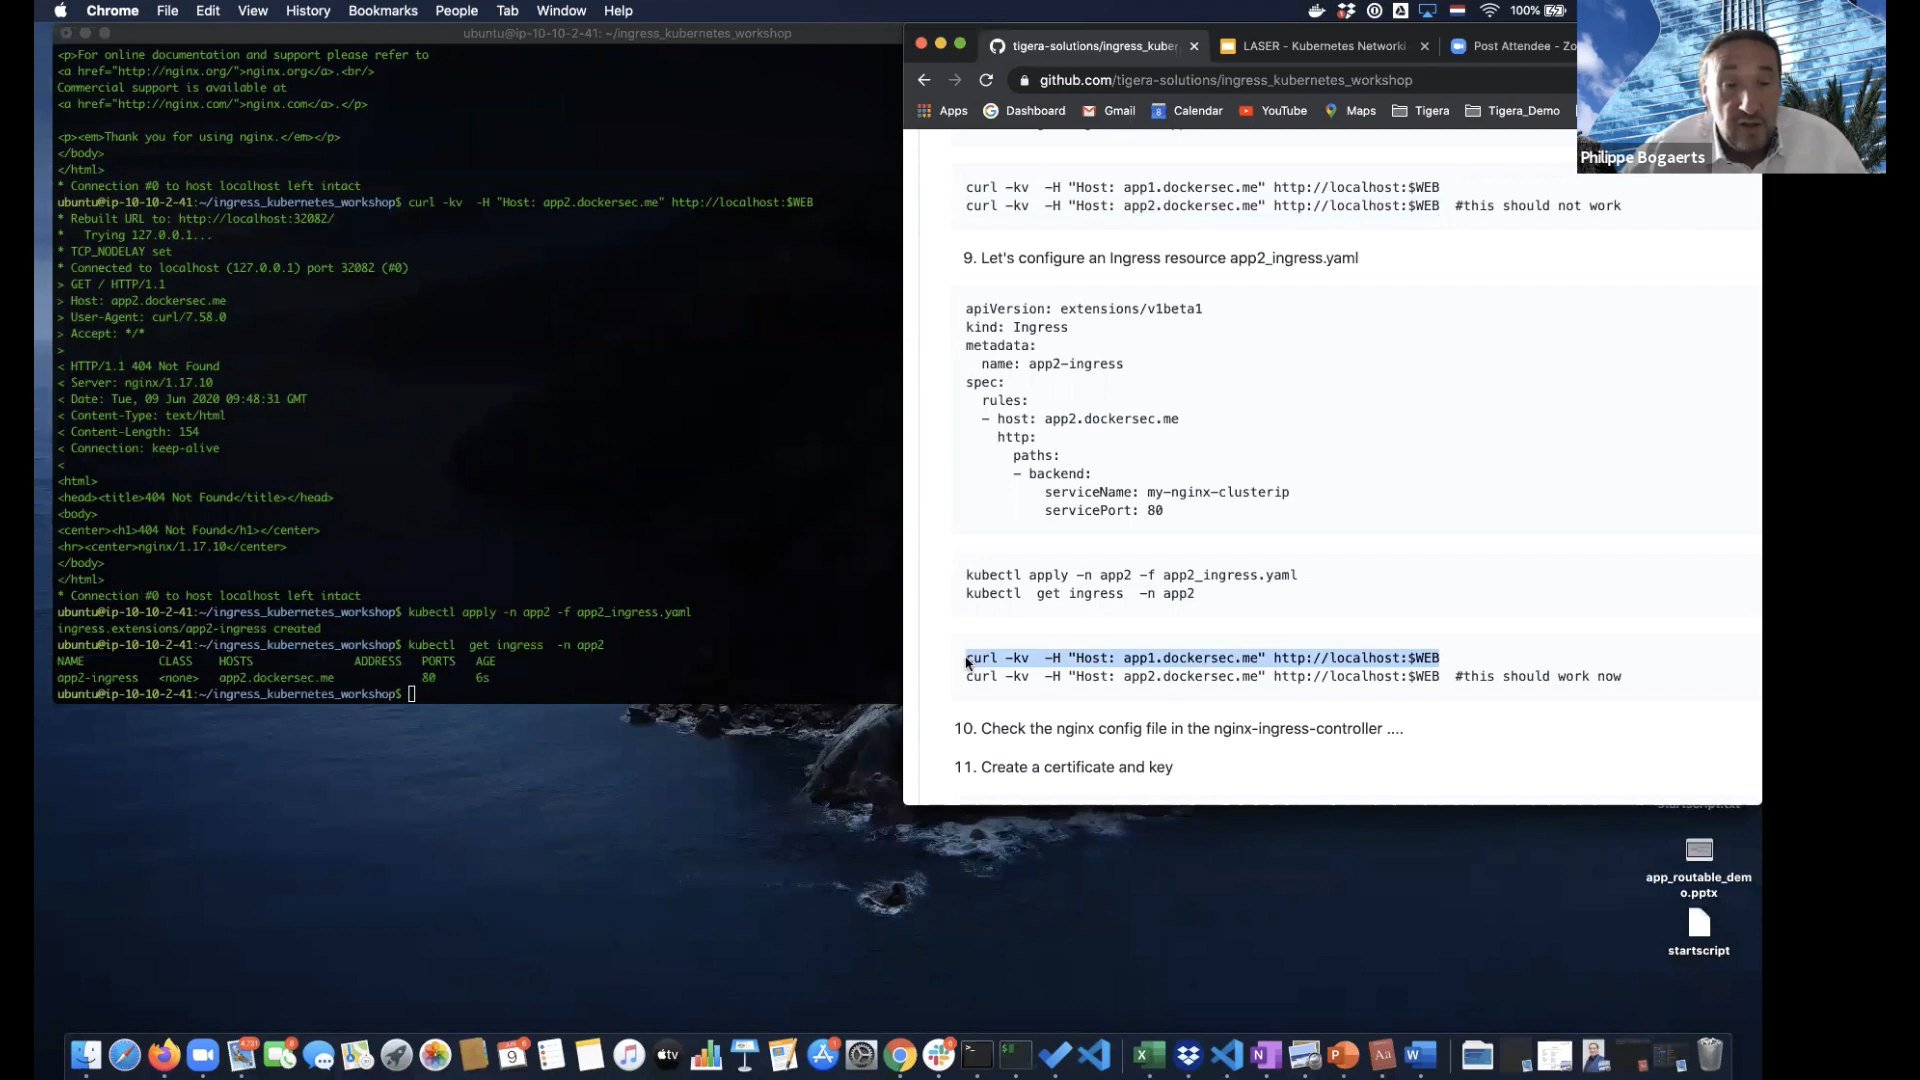 Chrome File Edit View History Bookmarks People Tab Window Help
100%
ubuntu@ip-10-10-2-41: ~/ingress_kubernetes_workshop
<p>For online documentation and support please refer to
<a href="http://nginx.org/">nginx.org</a>.<br/>
Commercial support is available at
<a href="http://nginx.com/">nginx.com</a>.</p>
<p><em>Thank you for using nginx.</em></p>
</body>
</html>
* Connection #0 to host localhost left intact
ubuntu@ip-10-10-2-41:~/ingress_kubernetes_workshop$ curl -kv  -H "Host: app2.dockersec.me" http://localhost:$WEB
* Rebuilt URL to: http://localhost:32082/
*   Trying 127.0.0.1...
* TCP_NODELAY set
* Connected to localhost (127.0.0.1) port 32082 (#0)
> GET / HTTP/1.1
> Host: app2.dockersec.me
> User-Agent: curl/7.58.0
> Accept: */*
>
< HTTP/1.1 404 Not Found
< Server: nginx/1.17.10
< Date: Tue, 09 Jun 2020 09:48:31 GMT
< Content-Type: text/html
< Content-Length: 154
< Connection: keep-alive
<
<html>
<head><title>404 Not Found</title></head>
<body>
<center><h1>404 Not Found</h1></center>
<hr><center>nginx/1.17.10</center>
</body>
</html>
* Connection #0 to host localhost left intact
ubuntu@ip-10-10-2-41:~/ingress_kubernetes_workshop$ kubectl apply -n app2 -f app2_ingress.yaml
ingress.extensions/app2-ingress created
ubuntu@ip-10-10-2-41:~/ingress_kubernetes_workshop$ kubectl  get ingress  -n app2
NAME CLASS HOSTS ADDRESS PORTS AGE
app2-ingress <none> app2.dockersec.me 80 6s
ubuntu@ip-10-10-2-41:~/ingress_kubernetes_workshop$
tigera-solutions/ingress_kuber
LASER - Kubernetes Networki
Post Attendee - Zo
github.com/tigera-solutions/ingress_kubernetes_workshop
Apps Dashboard Gmail Calendar YouTube Maps Tigera Tigera_Demo
Philippe Bogaerts
curl -kv  -H "Host: app1.dockersec.me" http://localhost:$WEB
curl -kv  -H "Host: app2.dockersec.me" http://localhost:$WEB  #this should not work
9. Let's configure an Ingress resource app2_ingress.yaml
apiVersion: extensions/v1beta1
kind: Ingress
metadata:
  name: app2-ingress
spec:
  rules:
  - host: app2.dockersec.me
    http:
      paths:
      - backend:
          serviceName: my-nginx-clusterip
          servicePort: 80
kubectl apply -n app2 -f app2_ingress.yaml
kubectl  get ingress  -n app2
curl -kv  -H "Host: app1.dockersec.me" http://localhost:$WEB
curl -kv  -H "Host: app2.dockersec.me" http://localhost:$WEB  #this should work now
10. Check the nginx config file in the nginx-ingress-controller ....
11. Create a certificate and key
startscript.txt
app_routable_dem
o.pptx
startscript